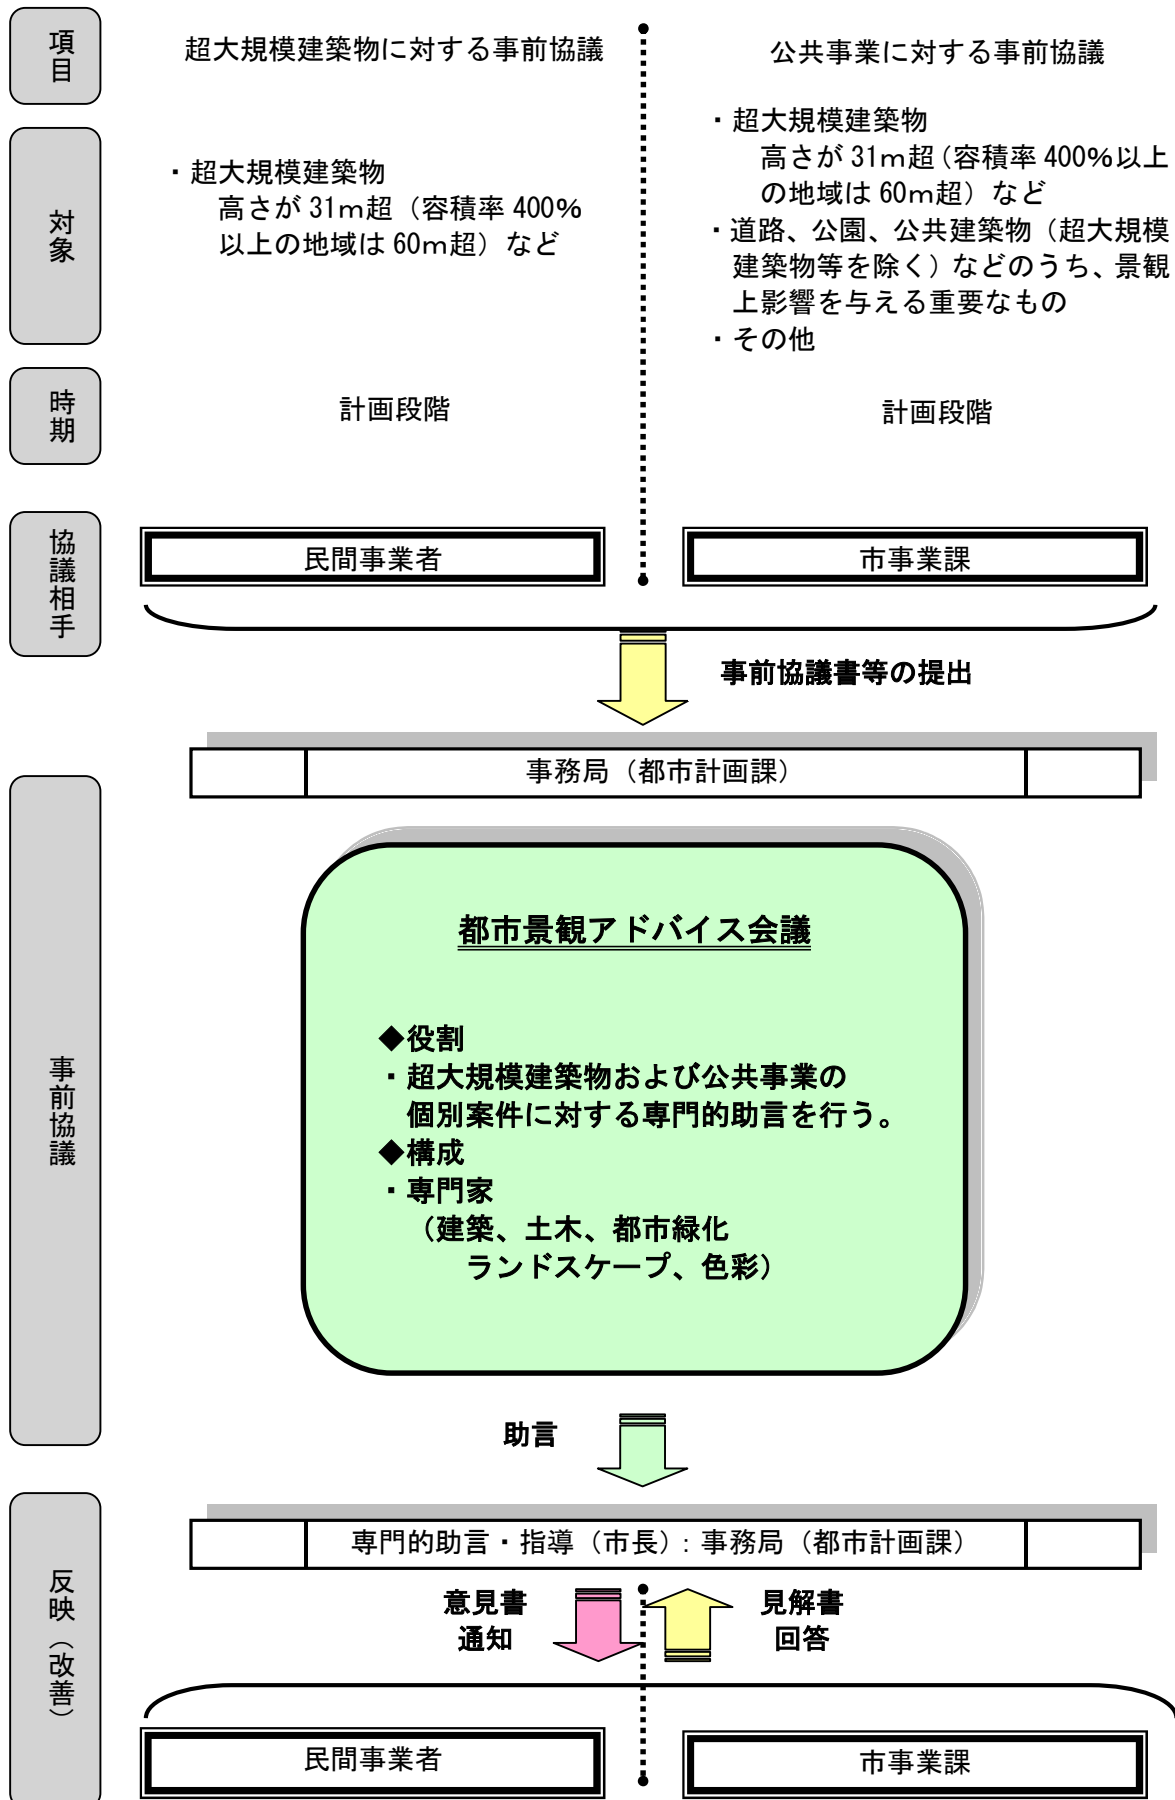 項目
超大規模建築物に対する事前協議
公共事業に対する事前協議
対象
・超大規模建築物
高さが 31ｍ超（容積率 400%
以上の地域は 60ｍ超）など
・超大規模建築物
高さが 31ｍ超（容積率 400%以上
の地域は 60ｍ超）など
・道路、公園、公共建築物（超大規模
建築物等を除く）などのうち、景観
上影響を与える重要なもの
・その他
時期
計画段階
計画段階
協議相手
民間事業者
市事業課
事前協議書等の提出
事前協議
事務局（都市計画課）
都市景観アドバイス会議
◆役割
・超大規模建築物および公共事業の
個別案件に対する専門的助言を行う。
◆構成
・専門家
（建築、土木、都市緑化
ランドスケープ、色彩）
助言
反映（改善）
専門的助言・指導（市長）：事務局（都市計画課）
意見書
通知
見解書
回答
民間事業者
市事業課